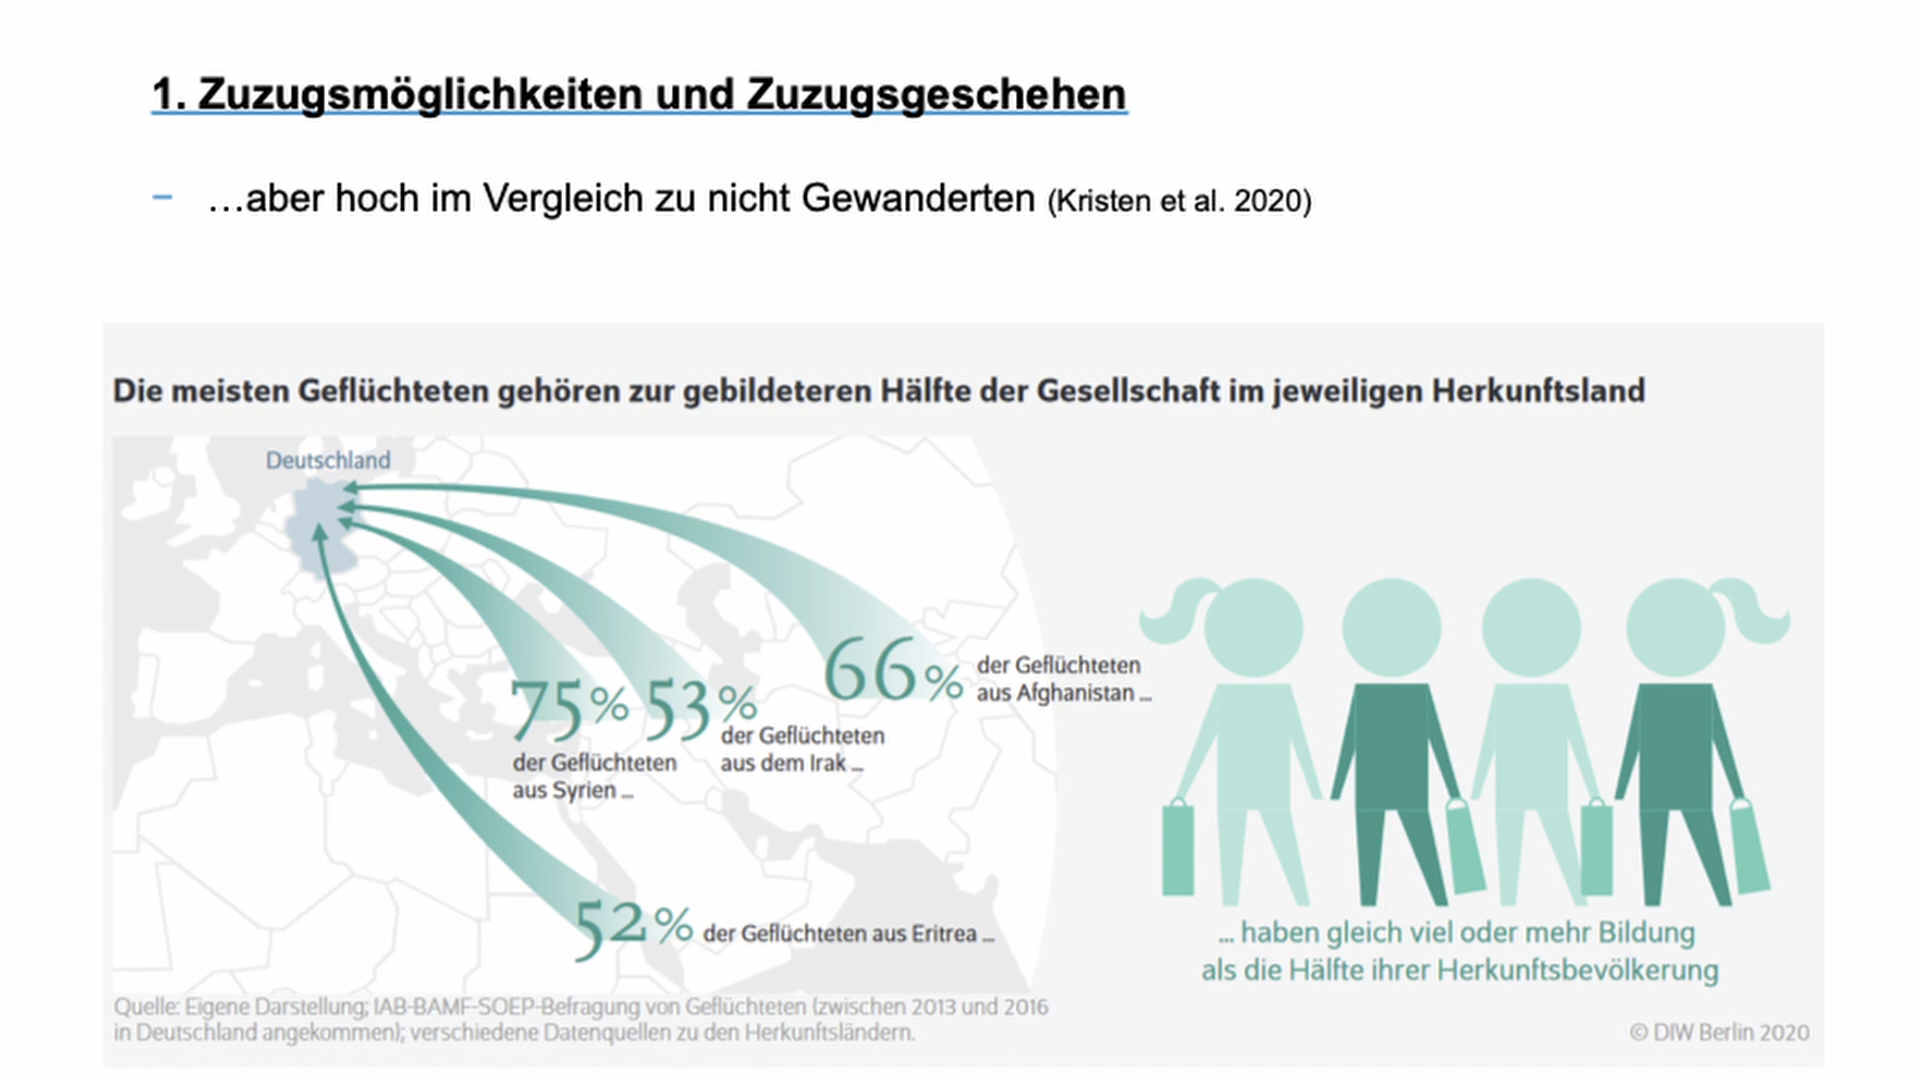 1. Zuzugsmöglichkeiten und Zuzugsgeschehen
– …aber hoch im Vergleich zu nicht Gewanderten (Kristen et al. 2020)
Die meisten Geflüchteten gehören zur gebildeteren Hälfte der Gesellschaft im jeweiligen Herkunftsland
Deutschland
66%
der Geflüchteten
aus Afghanistan ...
75%
der Geflüchteten
aus Syrien ...
53%
der Geflüchteten
aus dem Irak ...
52% der Geflüchteten aus Eritrea ...
... haben gleich viel oder mehr Bildung
als die Hälfte ihrer Herkunftsbevölkerung
Quelle: Eigene Darstellung; IAB-BAMF-SOEP-Befragung von Geflüchteten (zwischen 2013 und 2016
in Deutschland angekommen); verschiedene Datenquellen zu den Herkunftsländern.
© DIW Berlin 2020